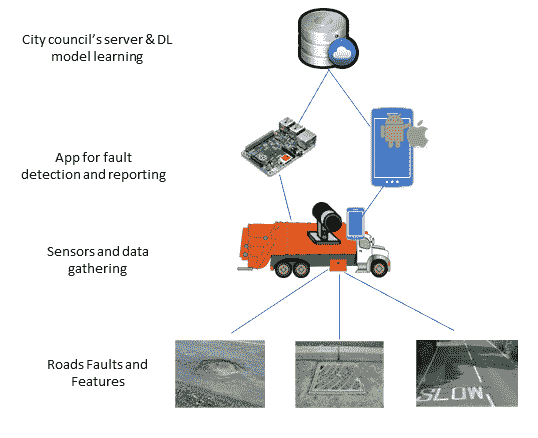 City council's server & DL
model learning
App for fault
detection and reporting
Sensors and data
gathering
Roads Faults and
Features
SLOW